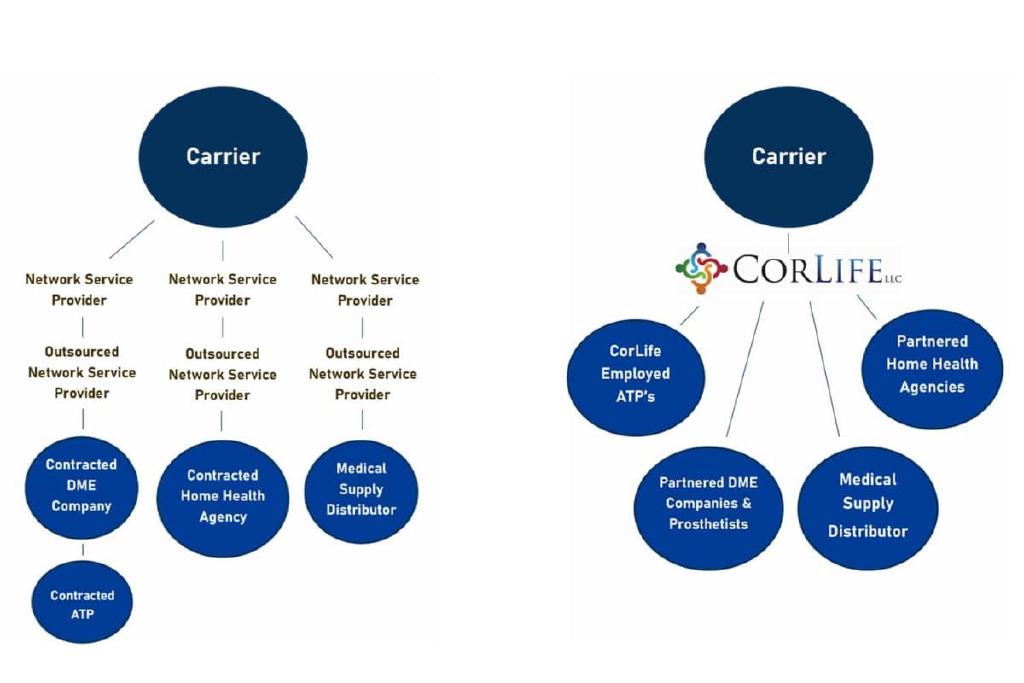 Carrier
Network Service
Provider
Network Service
Provider
Network Service
Provider
Outsourced
Network Service
Provider
Outsourced
Network Service
Provider
Outsourced
Network Service
Provider
Contracted
DME
Company
Contracted
Home Health
Agency
Medical
Supply
Distributor
Contracted
ATP
Carrier
CORLIFE LLC
CorLife
Employed
ATP's
Partnered DME
Companies &
Prosthetists
Medical
Supply
Distributor
Partnered
Home Health
Agencies